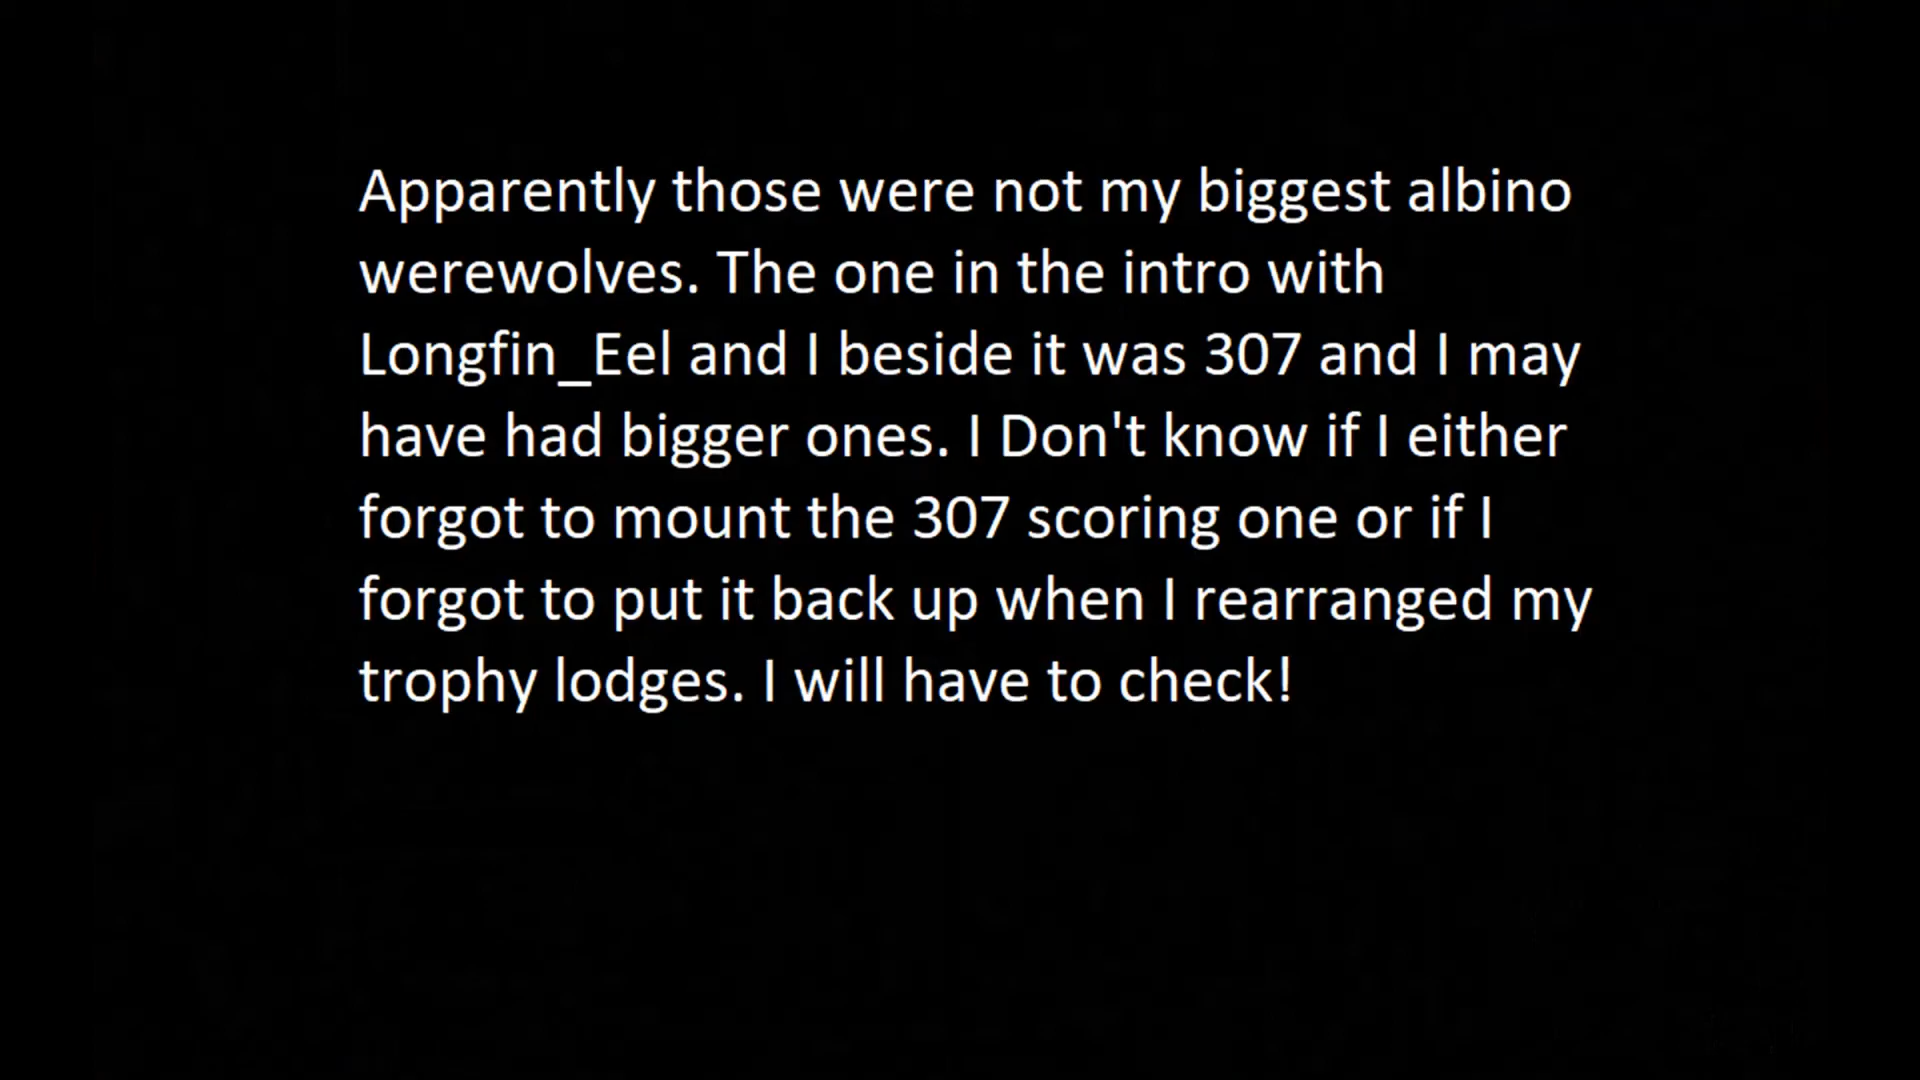 Apparently those were not my biggest albino
werewolves. The one in the intro with
Longfin_Eel and I beside it was 307 and I may
have had bigger ones. I Don't know if I either
forgot to mount the 307 scoring one or if I
forgot to put it back up when I rearranged my
trophy lodges. I will have to check!